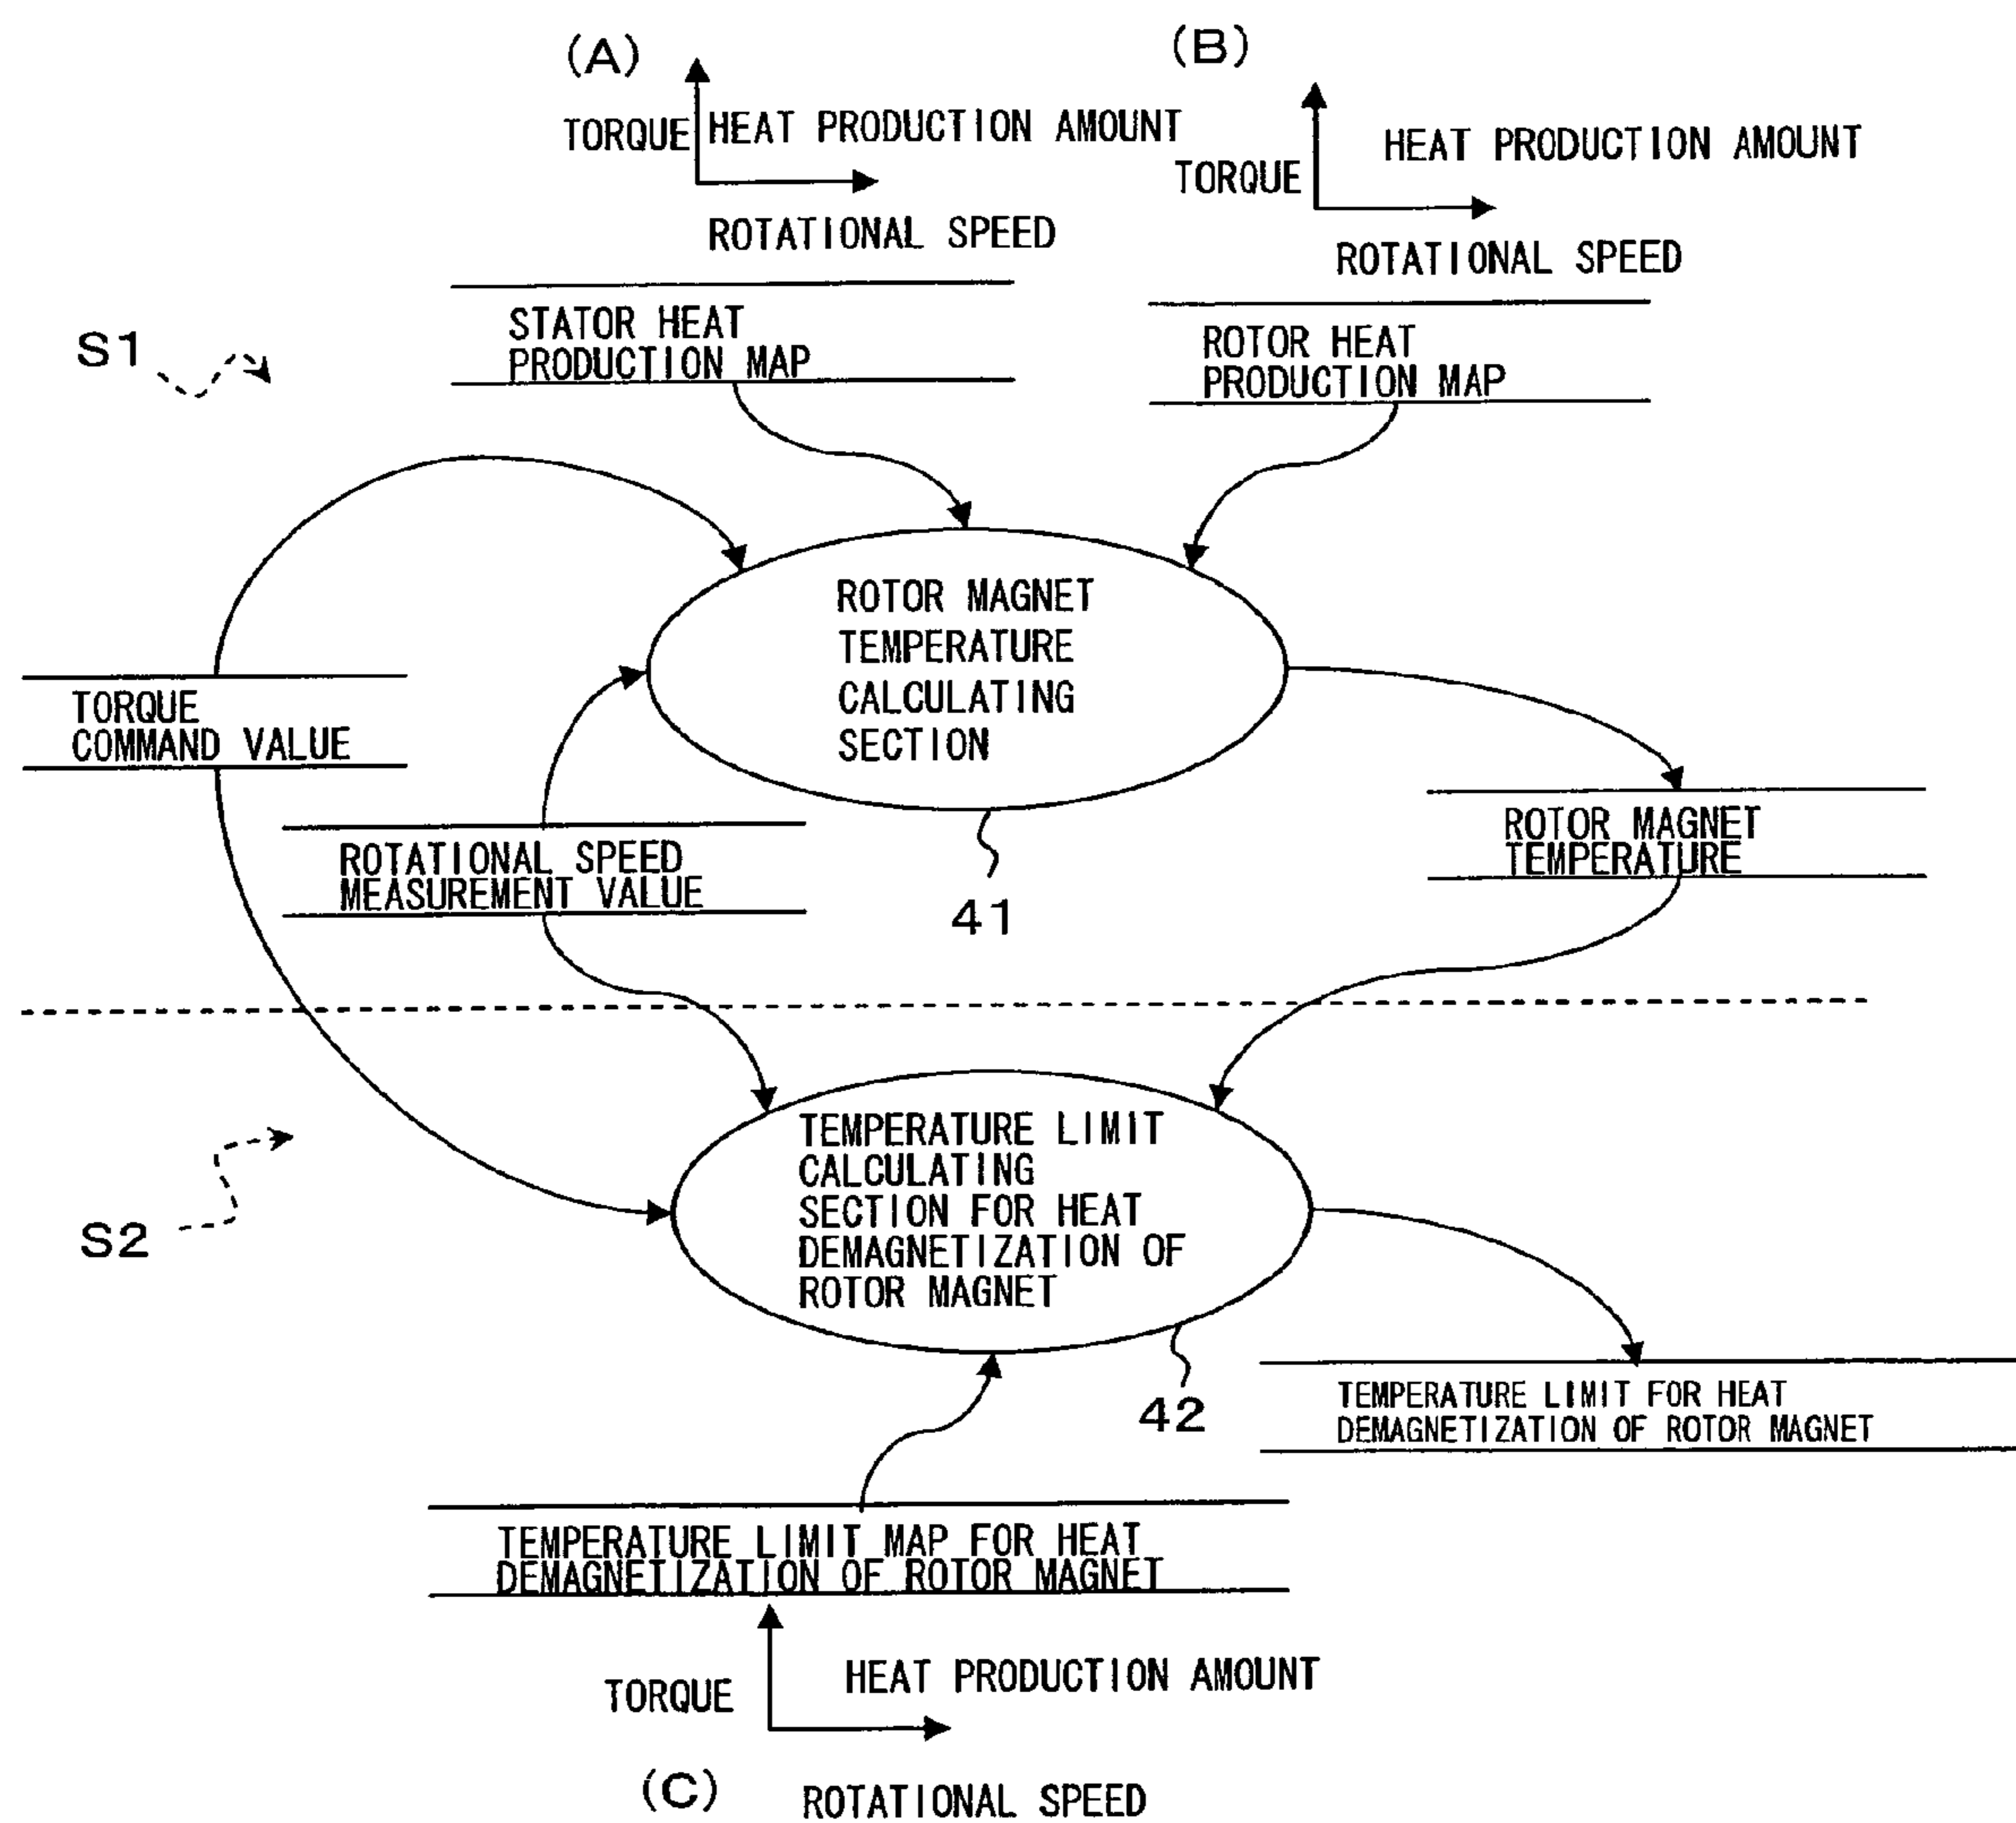 (A)
(B)
TORQUE
HEAT PRODUCTION AMOUNT
ROTATIONAL SPEED
TORQUE
HEAT PRODUCTION AMOUNT
ROTATIONAL SPEED
S1
STATOR HEAT
PRODUCTION MAP
ROTOR HEAT
PRODUCTION MAP
ROTOR MAGNET
TEMPERATURE
CALCULATING
SECTION
TORQUE
COMMAND VALUE
ROTATIONAL SPEED
MEASUREMENT VALUE
41
ROTOR MAGNET
TEMPERATURE
S2
TEMPERATURE LIMIT
CALCULATING
SECTION FOR HEAT
DEMAGNETIZATION OF
ROTOR MAGNET
42
TEMPERATURE LIMIT FOR HEAT
DEMAGNETIZATION OF ROTOR MAGNET
TEMPERATURE LIMIT MAP FOR HEAT
DEMAGNETIZATION OF ROTOR MAGNET
TORQUE
HEAT PRODUCTION AMOUNT
(C)
ROTATIONAL SPEED